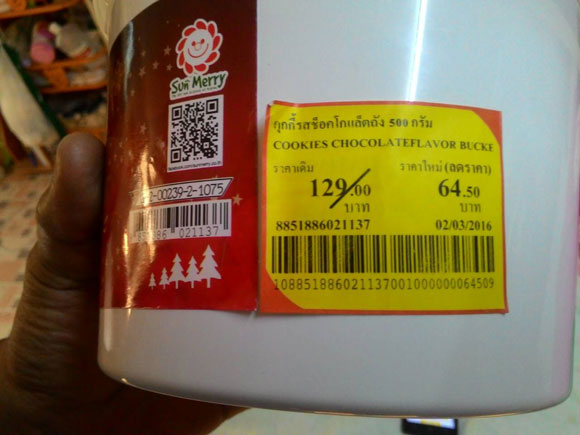 Sun Merry
คุกกี้รสช็อคโกแล็ตถัง 500 กรัม
COOKIES CHOCOLATEFLAVOR BUCKE
ราคาเดิม ราคาใหม่ (ลดราคา)
129.00 64.50
บาท บาท
8851886021137 02/03/2016
1088518860211370010000000064509
-00239-2-1075
021137